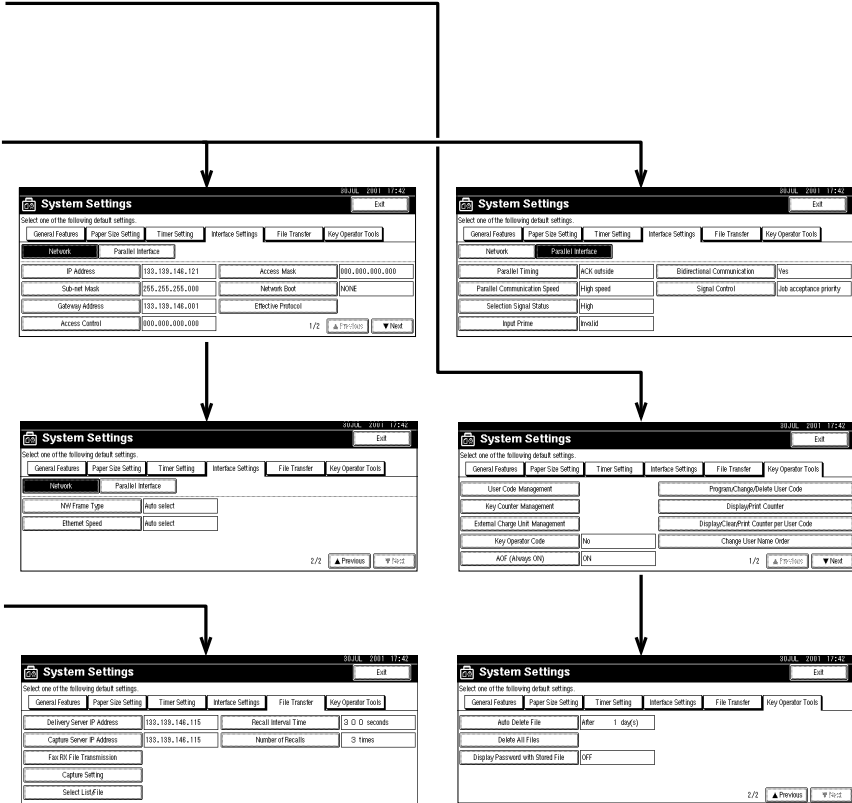 30JUL 2001 17:42
System Settings
Exit
Select one of the following default settings.
General Features Paper Size Setting Timer Setting Interface Settings File Transfer Key Operator Tools
Network Parallel Interface
IP Address 133.139.146.121 Access Mask 000.000.000.000
Sub-net Mask 255.255.255.000 Network Boot NONE
Gateway Address 133.139.146.001 Effective Protocol
Access Control 000.000.000.000
1/2 ▲Previous ▼Next
30JUL 2001 17:42
System Settings
Exit
Select one of the following default settings.
General Features Paper Size Setting Timer Setting Interface Settings File Transfer Key Operator Tools
Network Parallel Interface
Parallel Timing ACK outside Bidirectional Communication Yes
Parallel Communication Speed High speed Signal Control Job acceptance priority
Selection Signal Status High
Input Prime Invalid
30JUL 2001 17:42
System Settings
Exit
Select one of the following default settings.
General Features Paper Size Setting Timer Setting Interface Settings File Transfer Key Operator Tools
Network Parallel Interface
NW Frame Type Auto select
Ethernet Speed Auto select
2/2 ▲Previous ▼Next
30JUL 2001 17:42
System Settings
Exit
Select one of the following default settings.
General Features Paper Size Setting Timer Setting Interface Settings File Transfer Key Operator Tools
User Code Management Program/Change/Delete User Code
Key Counter Management Display/Print Counter
External Charge Unit Management Display/Clear/Print Counter per User Code
Key Operator Code No Change User Name Order
AOF (Always ON) ON
1/2 ▲Previous ▼Next
30JUL 2001 17:42
System Settings
Exit
Select one of the following default settings.
General Features Paper Size Setting Timer Setting Interface Settings File Transfer Key Operator Tools
Delivery Server IP Address 133.139.146.115 Recall Interval Time 300 seconds
Capture Server IP Address 133.139.146.115 Number of Recalls 3 times
Fax RX File Transmission
Capture Setting
Select List/File
30JUL 2001 17:42
System Settings
Exit
Select one of the following default settings.
General Features Paper Size Setting Timer Setting Interface Settings File Transfer Key Operator Tools
Auto Delete File After 1 day(s)
Delete All Files
Display Password with Stored File OFF
2/2 ▲Previous ▼Next